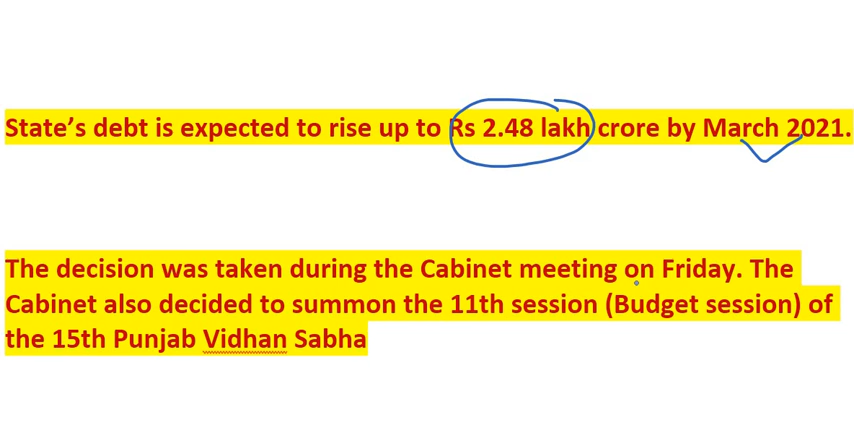 State’s debt is expected to rise up to Rs 2.48 lakh crore by March 2021.
The decision was taken during the Cabinet meeting on Friday. The
Cabinet also decided to summon the 11th session (Budget session) of
the 15th Punjab Vidhan Sabha